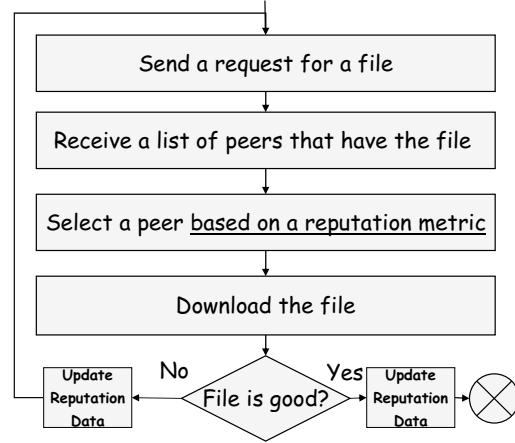 Send a request for a file
Receive a list of peers that have the file
Select a peer based on a reputation metric
Download the file
No
Yes
Update
Reputation
Data
File is good?
Update
Reputation
Data